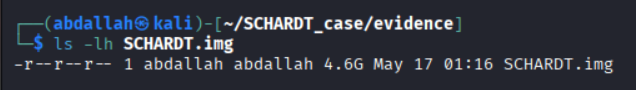 ┌──(abdallah㉿kali)-[~/SCHARDT_case/evidence]
└─$ ls -lh SCHARDT.img
-r--r--r-- 1 abdallah abdallah 4.6G May 17 01:16 SCHARDT.img